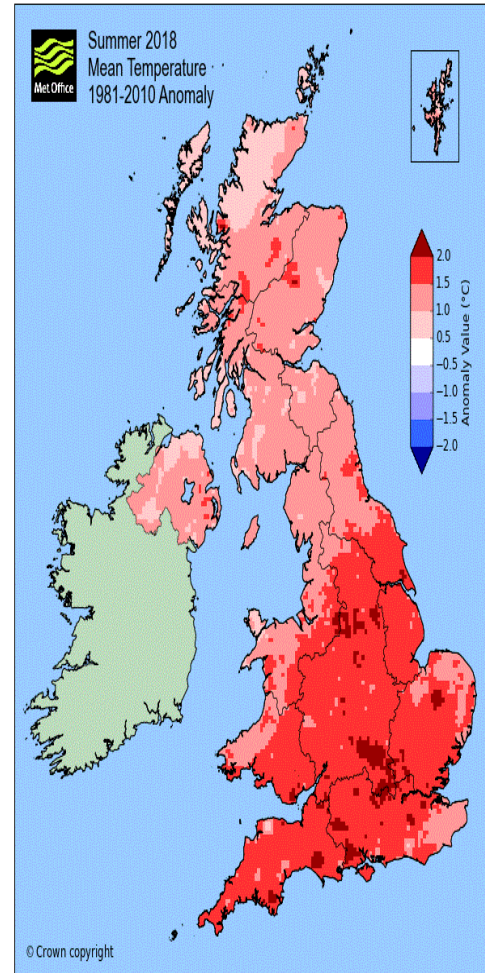 Met Office
Summer 2018
Mean Temperature
1981-2010 Anomaly
2.0
1.5
1.0
0.5
−0.5
−1.0
−1.5
−2.0
Anomaly Value (°C)
© Crown copyright